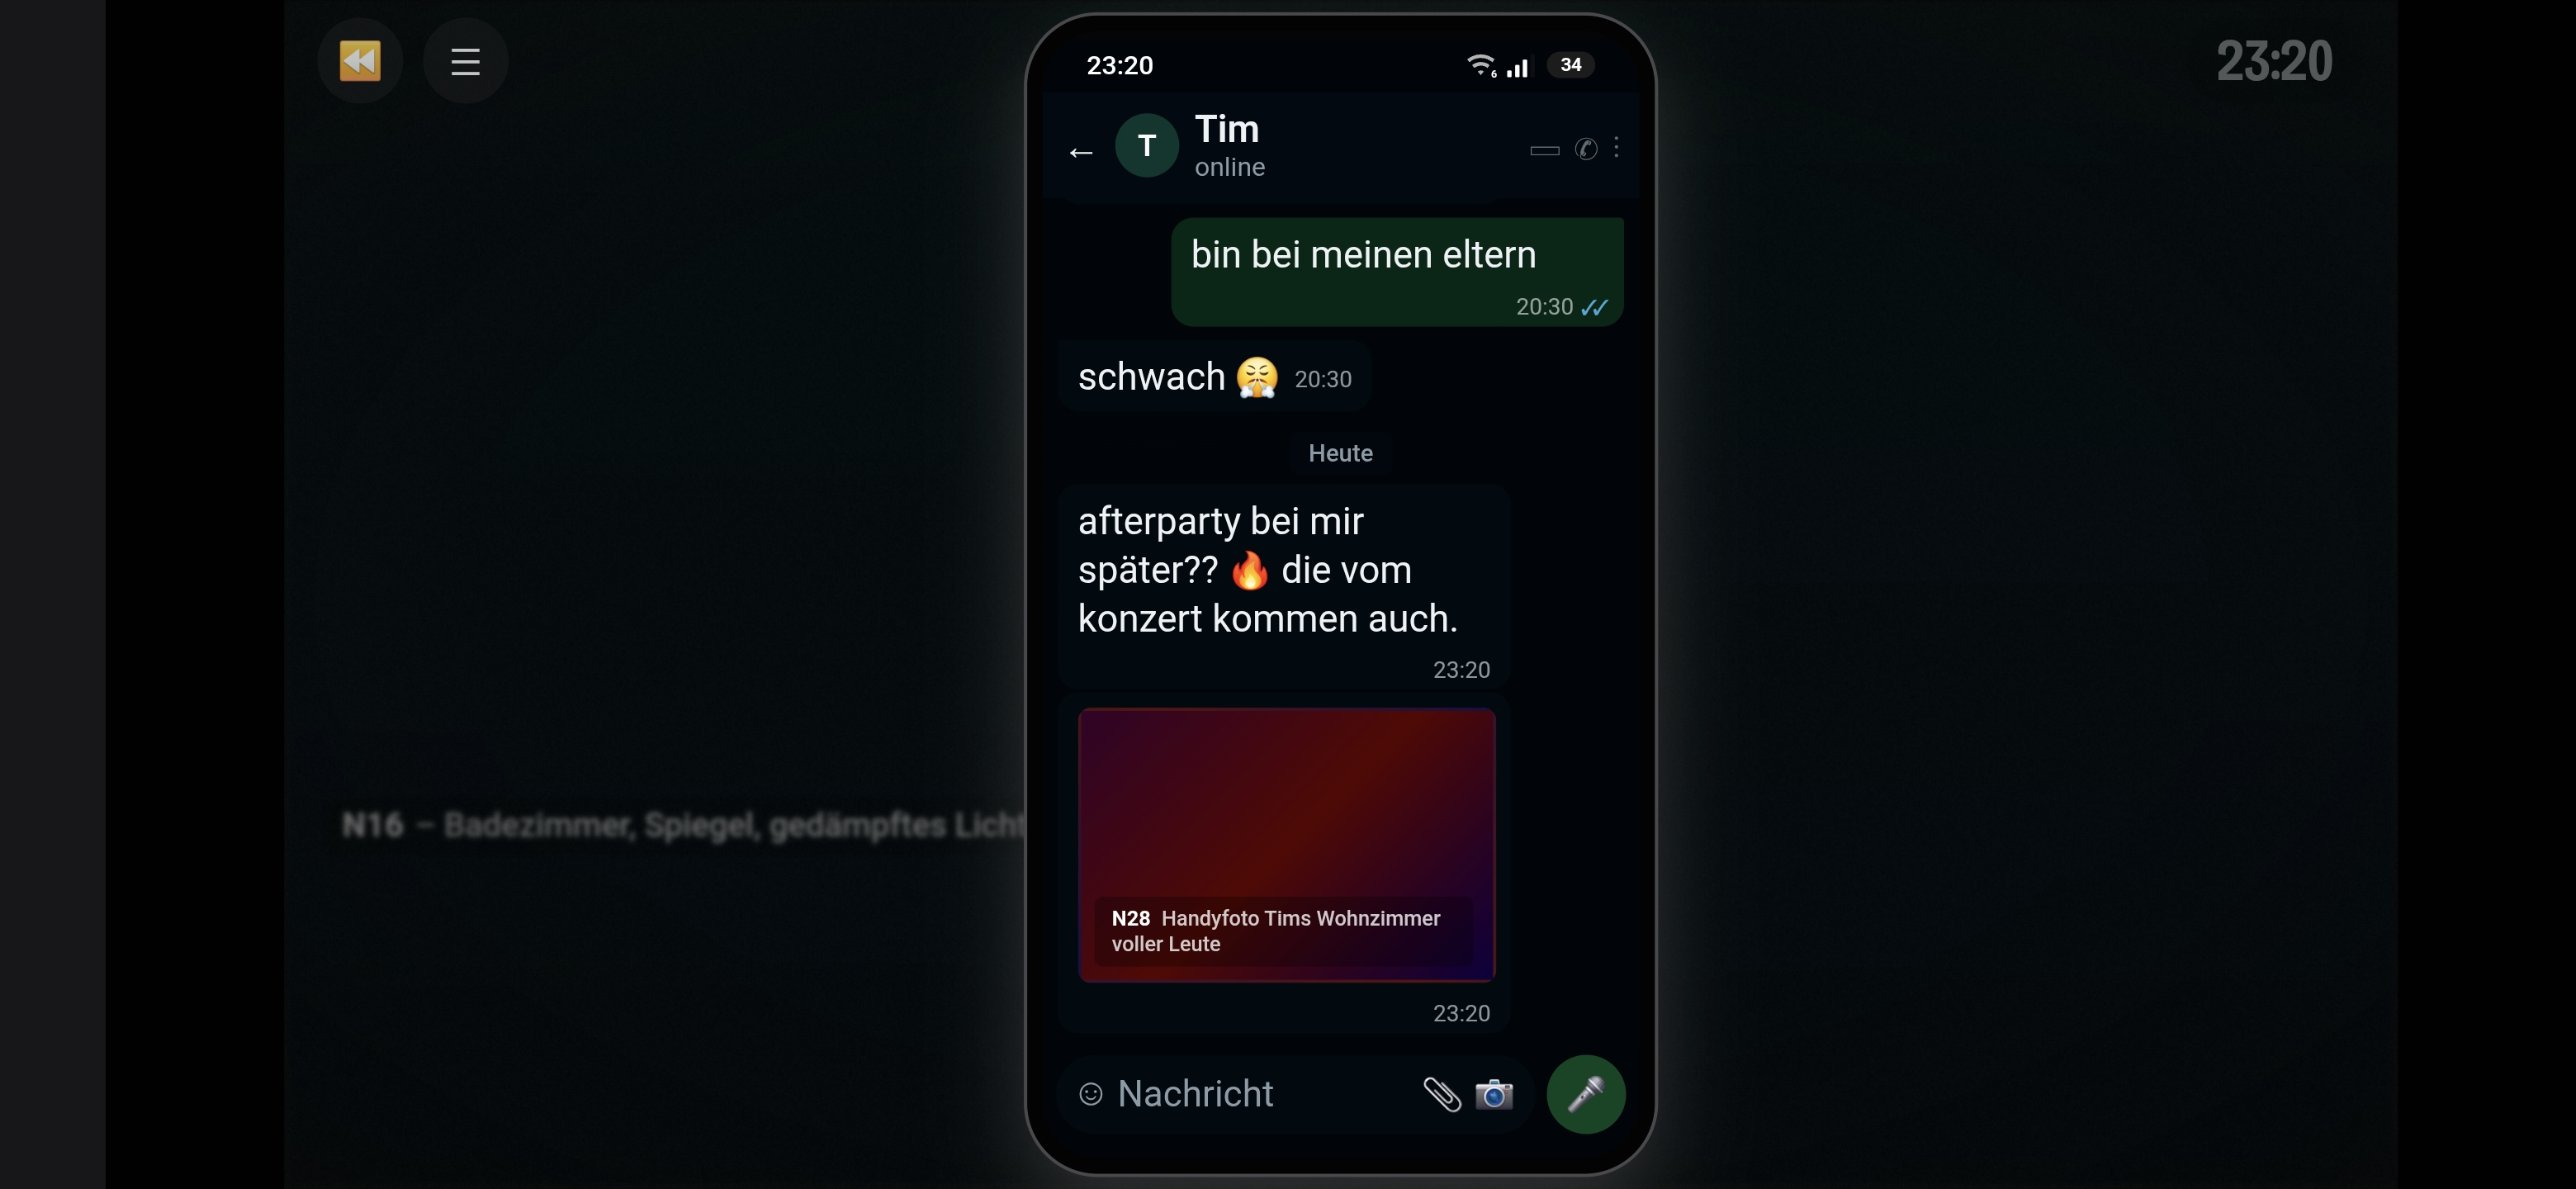 23:20
23:20
34
Tim
online
T
bin bei meinen eltern
20:30
schwach 😤 20:30
Heute
afterparty bei mir
später?? 🔥 die vom
konzert kommen auch.
23:20
N16 – Badezimmer, Spiegel, gedämpftes Licht
N28 Handyfoto Tims Wohnzimmer
voller Leute
23:20
Nachricht